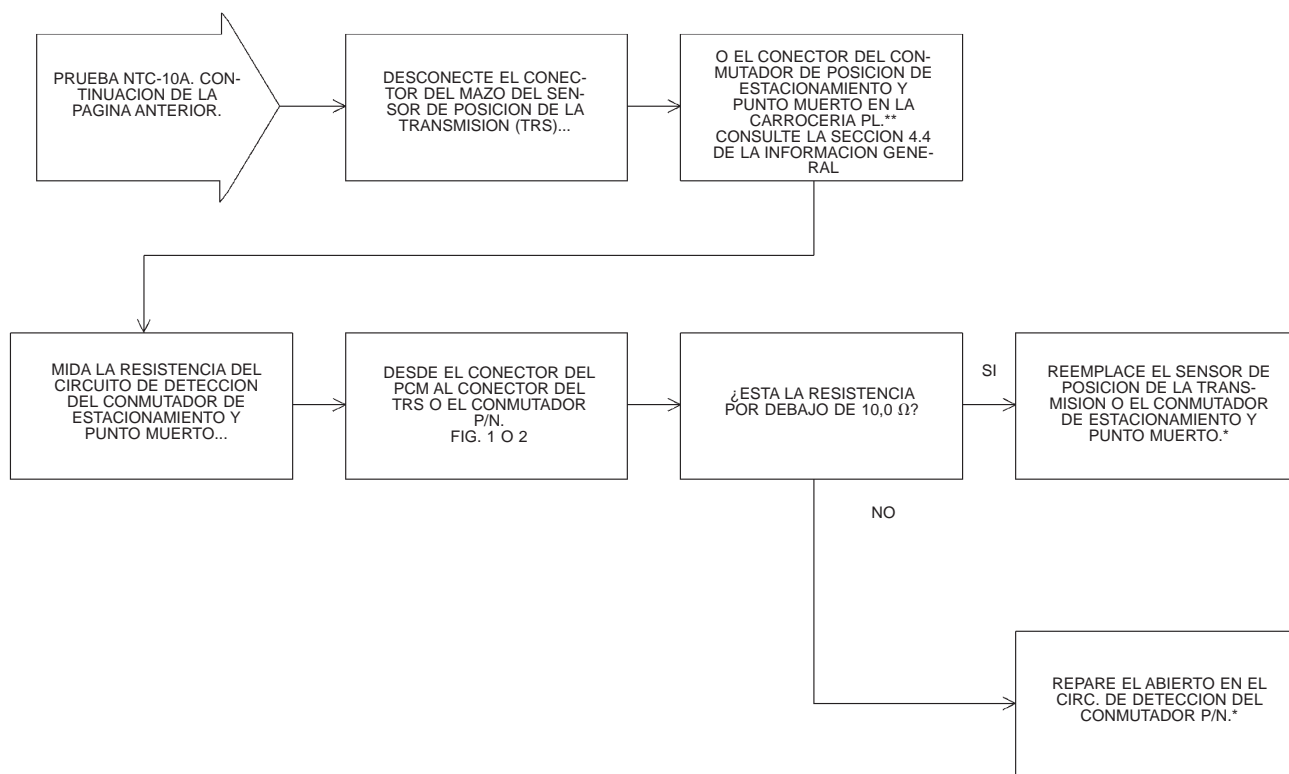 PRUEBA NTC-10A. CON-
TINUACION DE LA
PAGINA ANTERIOR.
DESCONECTE EL CONEC-
TOR DEL MAZO DEL SEN-
SOR DE POSICION DE LA
TRANSMISION (TRS)...
O EL CONECTOR DEL CON-
MUTADOR DE POSICION DE
ESTACIONAMIENTO Y
PUNTO MUERTO EN LA
CARROCERIA PL.**
CONSULTE LA SECCION 4.4
DE LA INFORMACION GENE-
RAL
MIDA LA RESISTENCIA DEL
CIRCUITO DE DETECCION
DEL CONMUTADOR DE
ESTACIONAMIENTO Y
PUNTO MUERTO...
DESDE EL CONECTOR DEL
PCM AL CONECTOR DEL
TRS O EL CONMUTADOR
P/N.
FIG. 1 O 2
¿ESTA LA RESISTENCIA
POR DEBAJO DE 10,0 Ω?
SI
REEMPLACE EL SENSOR DE
POSICION DE LA TRANS-
MISION O EL CONMUTADOR
DE ESTACIONAMIENTO Y
PUNTO MUERTO.*
NO
REPARE EL ABIERTO EN EL
CIRC. DE DETECCION DEL
CONMUTADOR P/N.*